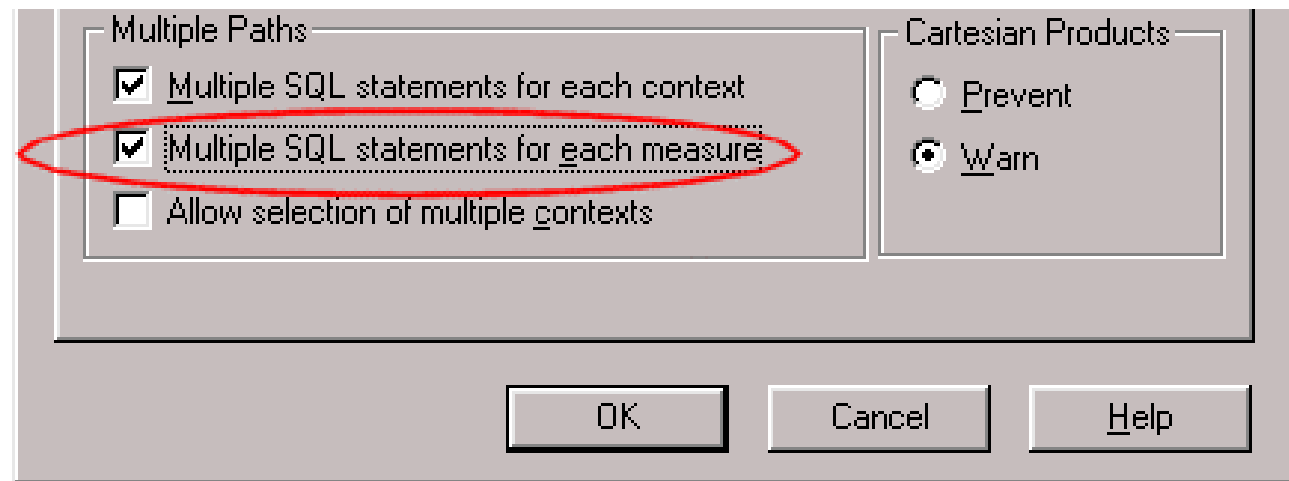 Multiple Paths
Multiple SQL statements for each context
Multiple SQL statements for each measure
Allow selection of multiple contexts
Cartesian Products
Prevent
Warn
OK
Cancel
Help